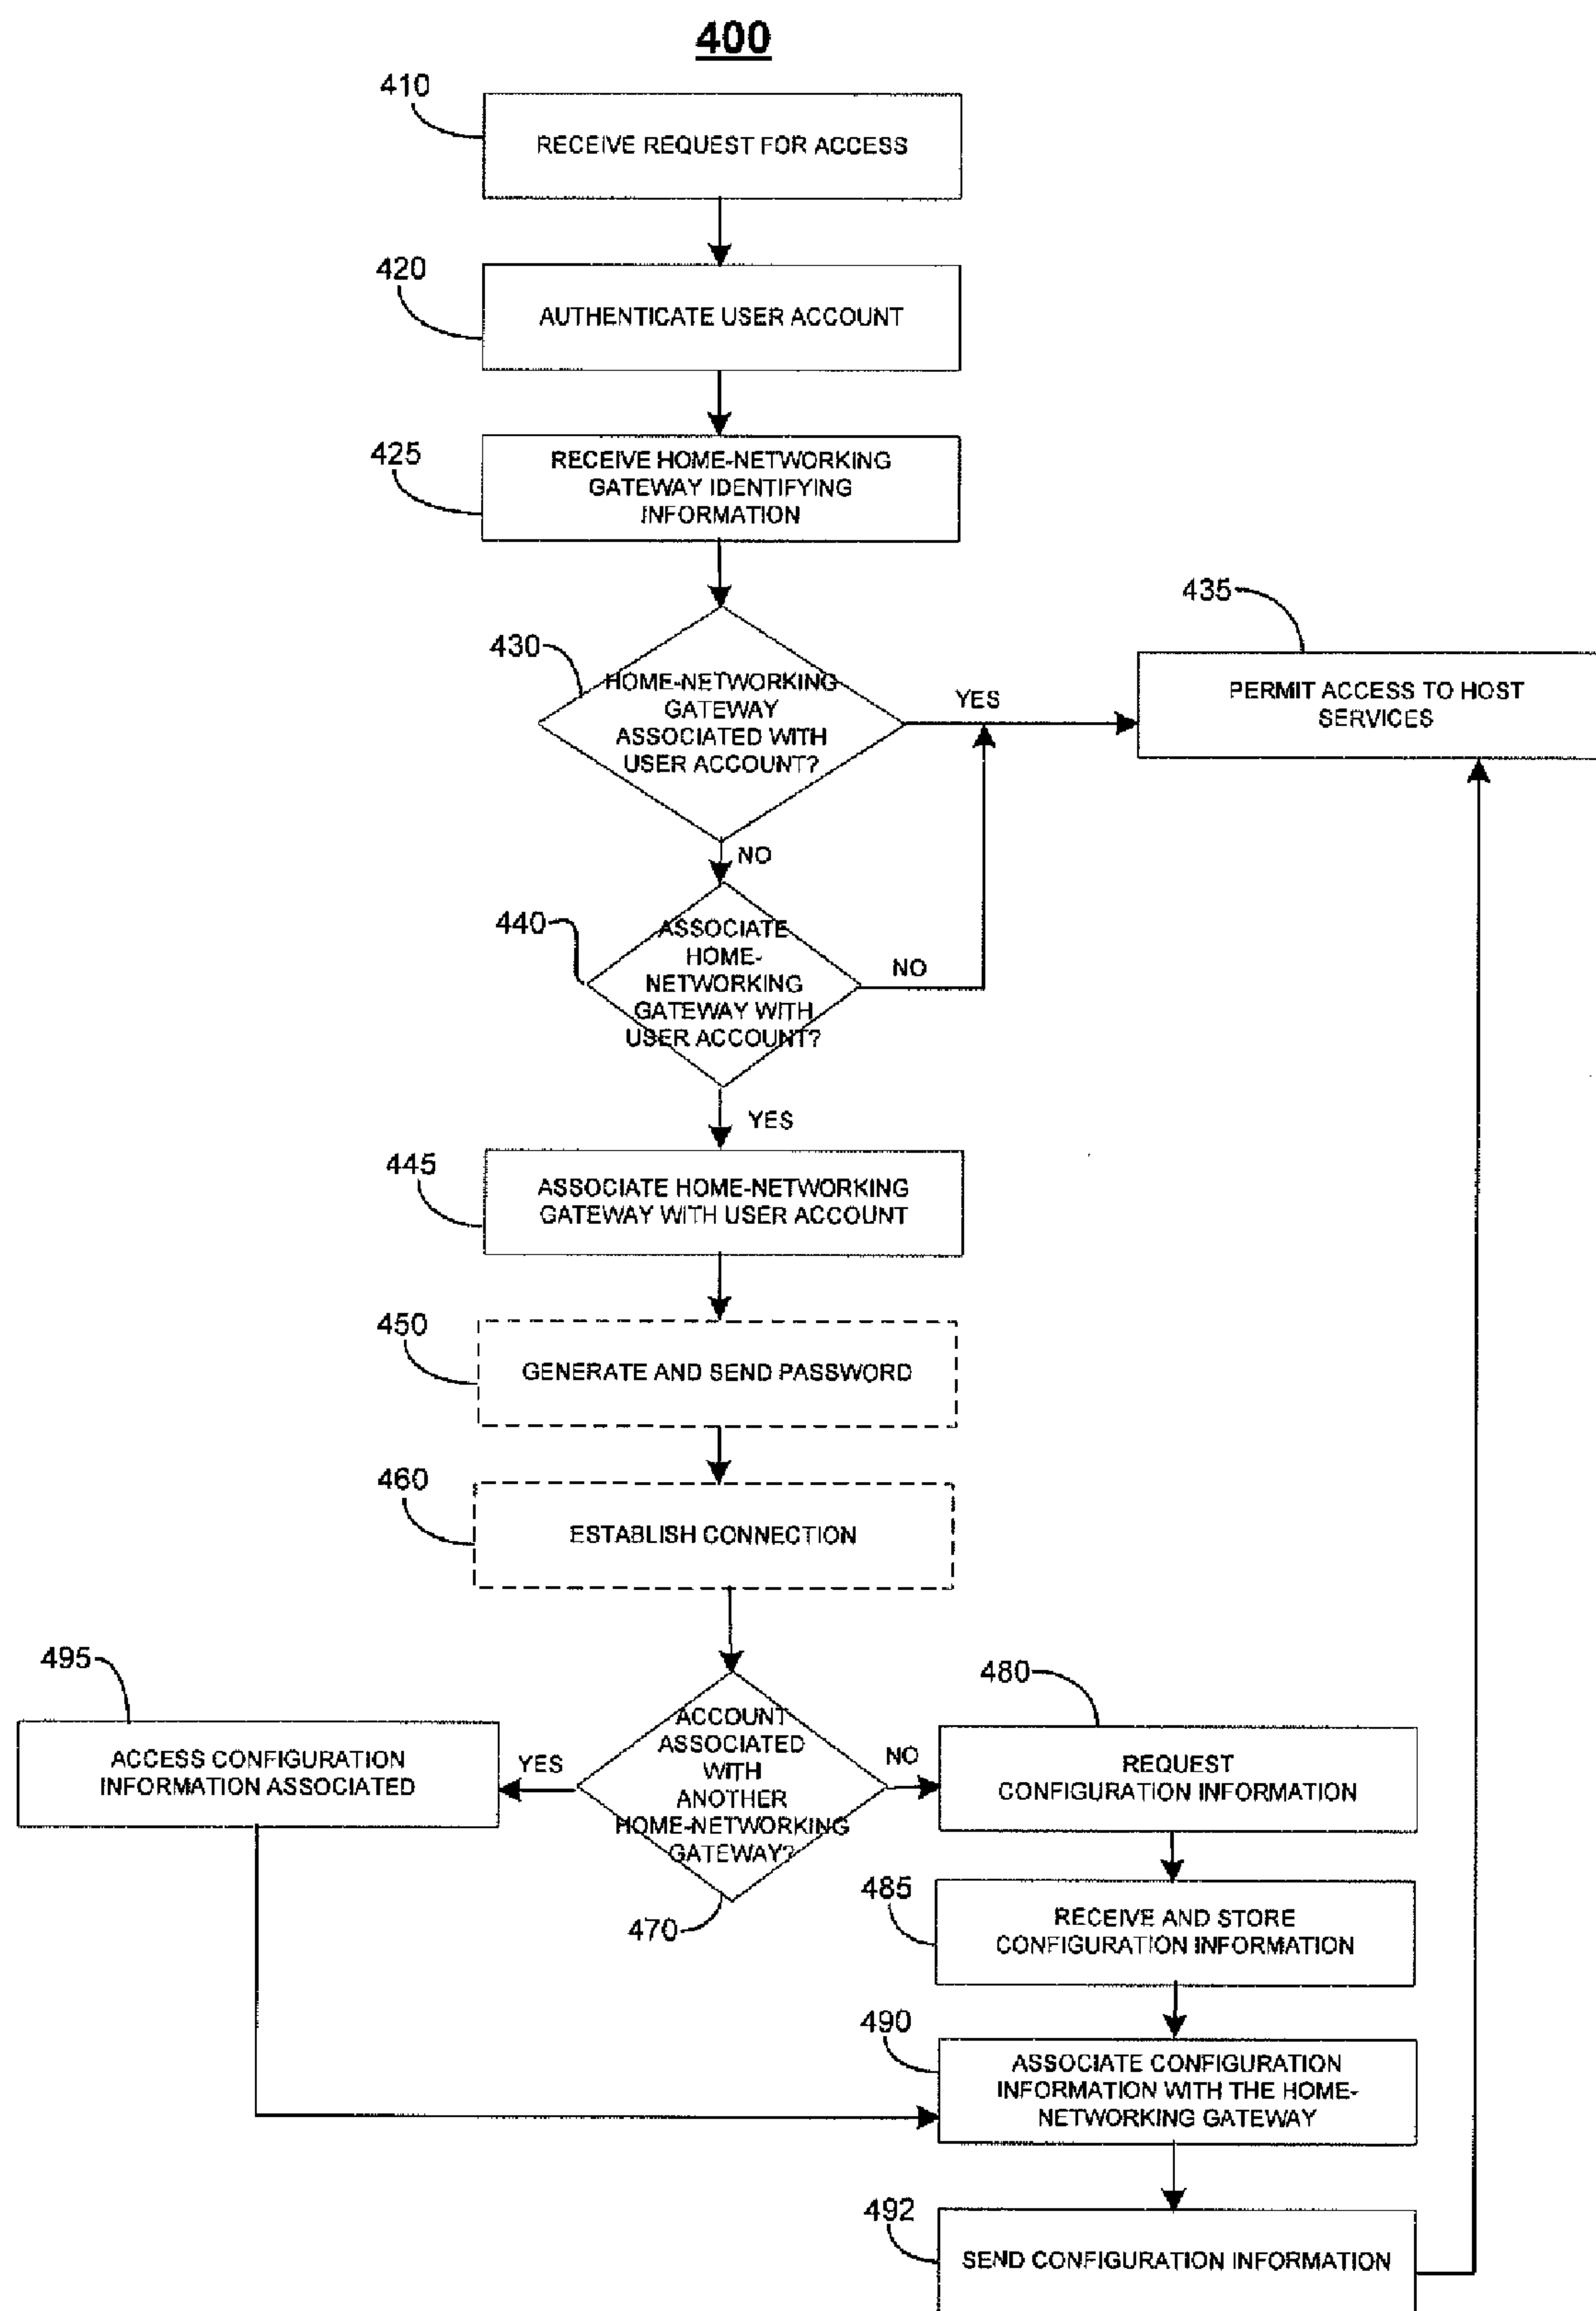 400
410
RECEIVE REQUEST FOR ACCESS
420
AUTHENTICATE USER ACCOUNT
425
RECEIVE HOME-NETWORKING
GATEWAY IDENTIFYING
INFORMATION
430
HOME-NETWORKING
GATEWAY
ASSOCIATED WITH
USER ACCOUNT?
YES
435
PERMIT ACCESS TO HOST
SERVICES
NO
440
ASSOCIATE
HOME-
NETWORKING
GATEWAY WITH
USER ACCOUNT?
NO
YES
445
ASSOCIATE HOME-NETWORKING
GATEWAY WITH USER ACCOUNT
450
GENERATE AND SEND PASSWORD
460
ESTABLISH CONNECTION
495
ACCESS CONFIGURATION
INFORMATION ASSOCIATED
YES
ACCOUNT
ASSOCIATED
WITH
ANOTHER
HOME-NETWORKING
GATEWAY?
470
NO
480
REQUEST
CONFIGURATION INFORMATION
485
RECEIVE AND STORE
CONFIGURATION INFORMATION
490
ASSOCIATE CONFIGURATION
INFORMATION WITH THE HOME-
NETWORKING GATEWAY
492
SEND CONFIGURATION INFORMATION